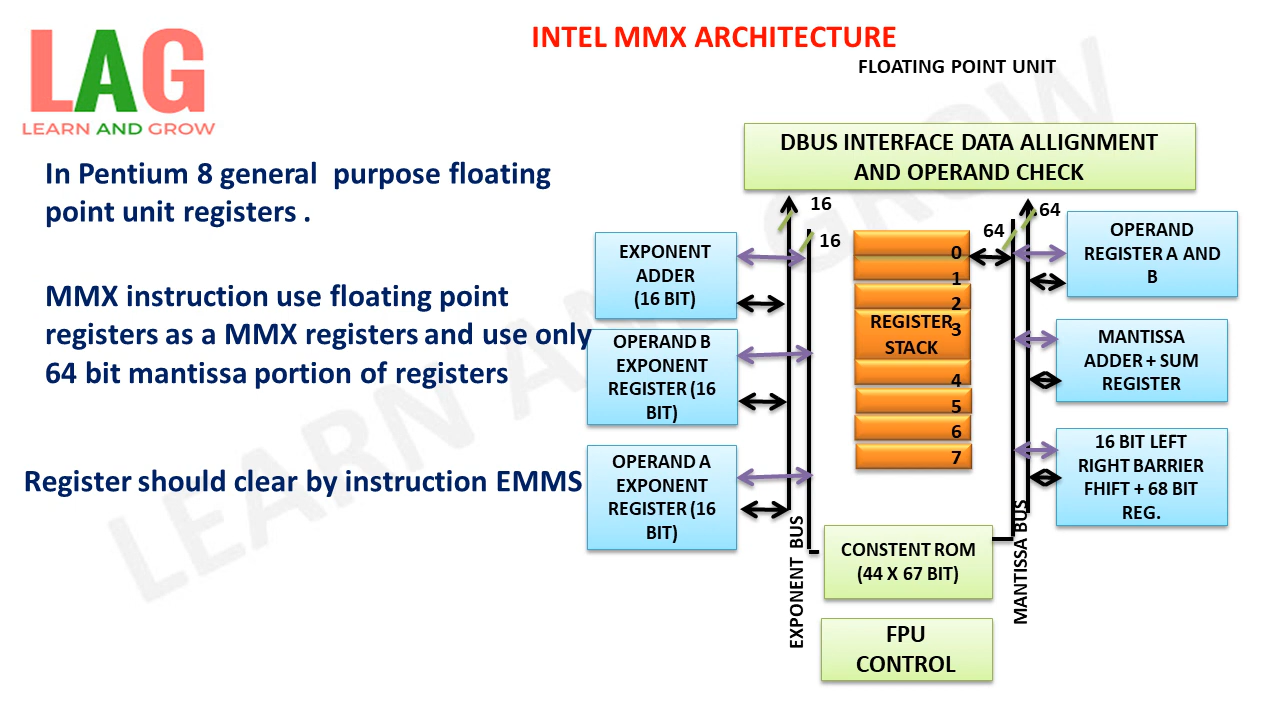 LAG
LEARN AND GROW
INTEL MMX ARCHITECTURE
FLOATING POINT UNIT
In Pentium 8 general purpose floating
point unit registers .
MMX instruction use floating point
registers as a MMX registers and use only
64 bit mantissa portion of registers
Register should clear by instruction EMMS
DBUS INTERFACE DATA ALLIGNMENT
AND OPERAND CHECK
16
16
64
64
EXPONENT
ADDER
(16 BIT)
OPERAND B
EXPONENT
REGISTER (16
BIT)
OPERAND A
EXPONENT
REGISTER (16
BIT)
EXPONENT BUS
0
1
2
REGISTER
3
STACK
4
5
6
7
CONSTENT ROM
(44 X 67 BIT)
FPU
CONTROL
MANTISSA BUS
OPERAND
REGISTER A AND
B
MANTISSA
ADDER + SUM
REGISTER
16 BIT LEFT
RIGHT BARRIER
FHIFT + 68 BIT
REG.
LEARN AND GROW